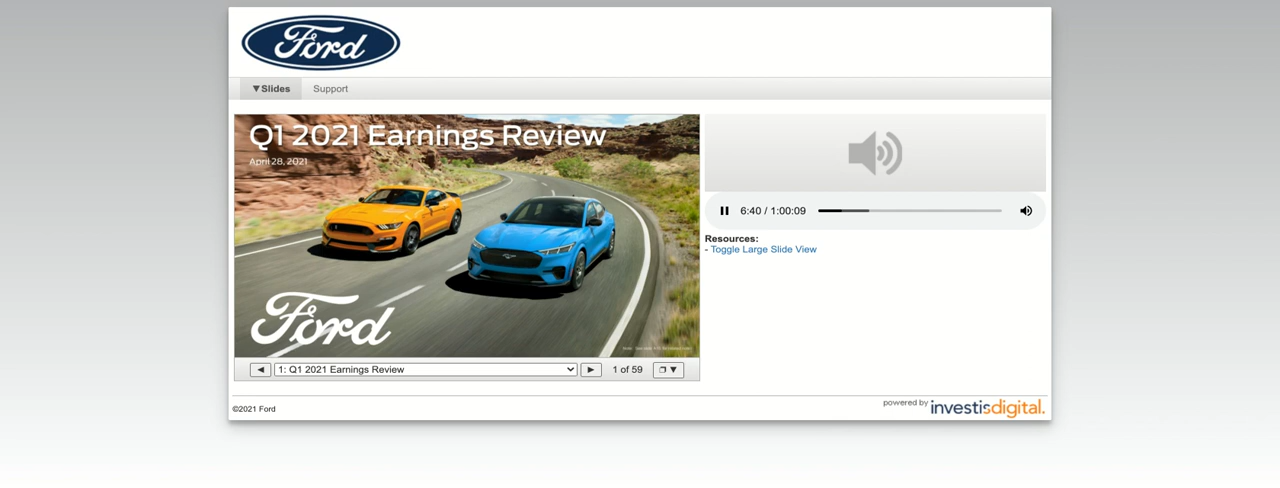 Ford
▼Slides Support
Q1 2021 Earnings Review
April 28, 2021
Ford
6:40 / 1:00:09
Resources:
- Toggle Large Slide View
1: Q1 2021 Earnings Review 1 of 59
©2021 Ford
powered by investisdigital.